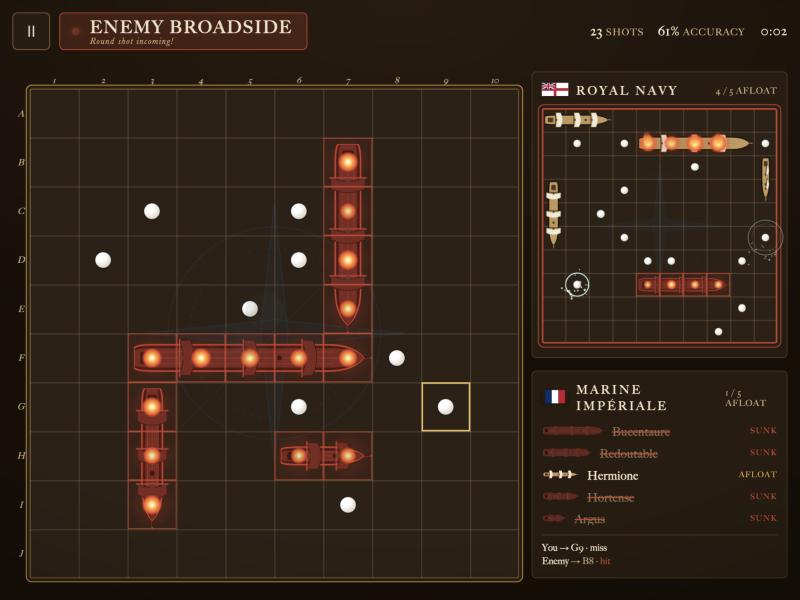 ENEMY BROADSIDE
Round shot incoming!
23 SHOTS 61% ACCURACY 0:02
1 2 3 4 5 6 7 8 9 10
A
B
C
D
E
F
G
H
I
J
ROYAL NAVY 4 / 5 AFLOAT
MARINE IMPÉRIALE 1 / 5 AFLOAT
Bucentaure SUNK
Redoutable SUNK
Hermione AFLOAT
Hortense SUNK
Argus SUNK
You → G9 · miss
Enemy → B8 · hit